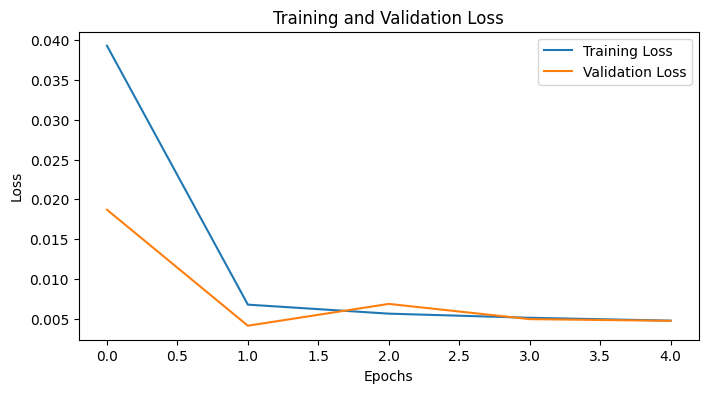 Training and Validation Loss
Training Loss
Validation Loss
Loss
0.040
0.035
0.030
0.025
0.020
0.015
0.010
0.005
0.0 0.5 1.0 1.5 2.0 2.5 3.0 3.5 4.0
Epochs